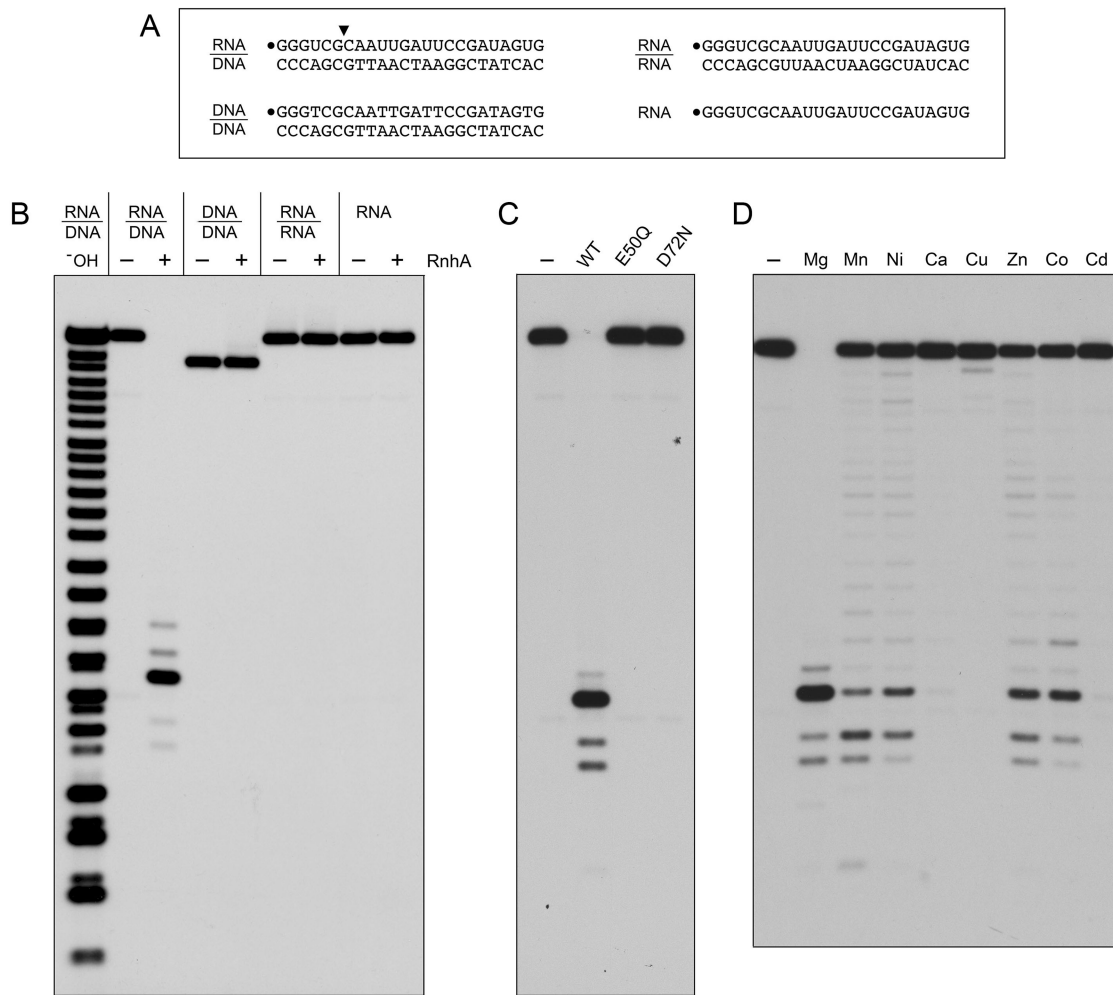 A
RNA •GGGUCGCAAUUGAUUCCGAUAGUG
DNA CCCAGCGTTAACTAAGGCTATCAC
RNA •GGGUCGCAAUUGAUUCCGAUAGUG
RNA CCCAGCGUUAACUAAGGCUAUCAC
DNA •GGGTCGCAATTGATTCCGATAGTG
DNA CCCAGCGTTAACTAAGGCTATCAC
RNA •GGGUCGCAAUUGAUUCCGAUAGUG
B
RNA RNA DNA RNA RNA
DNA DNA DNA RNA
⁻OH – + – + – + – + RnhA
C
– WT E50Q D72N
D
– Mg Mn Ni Ca Cu Zn Co Cd